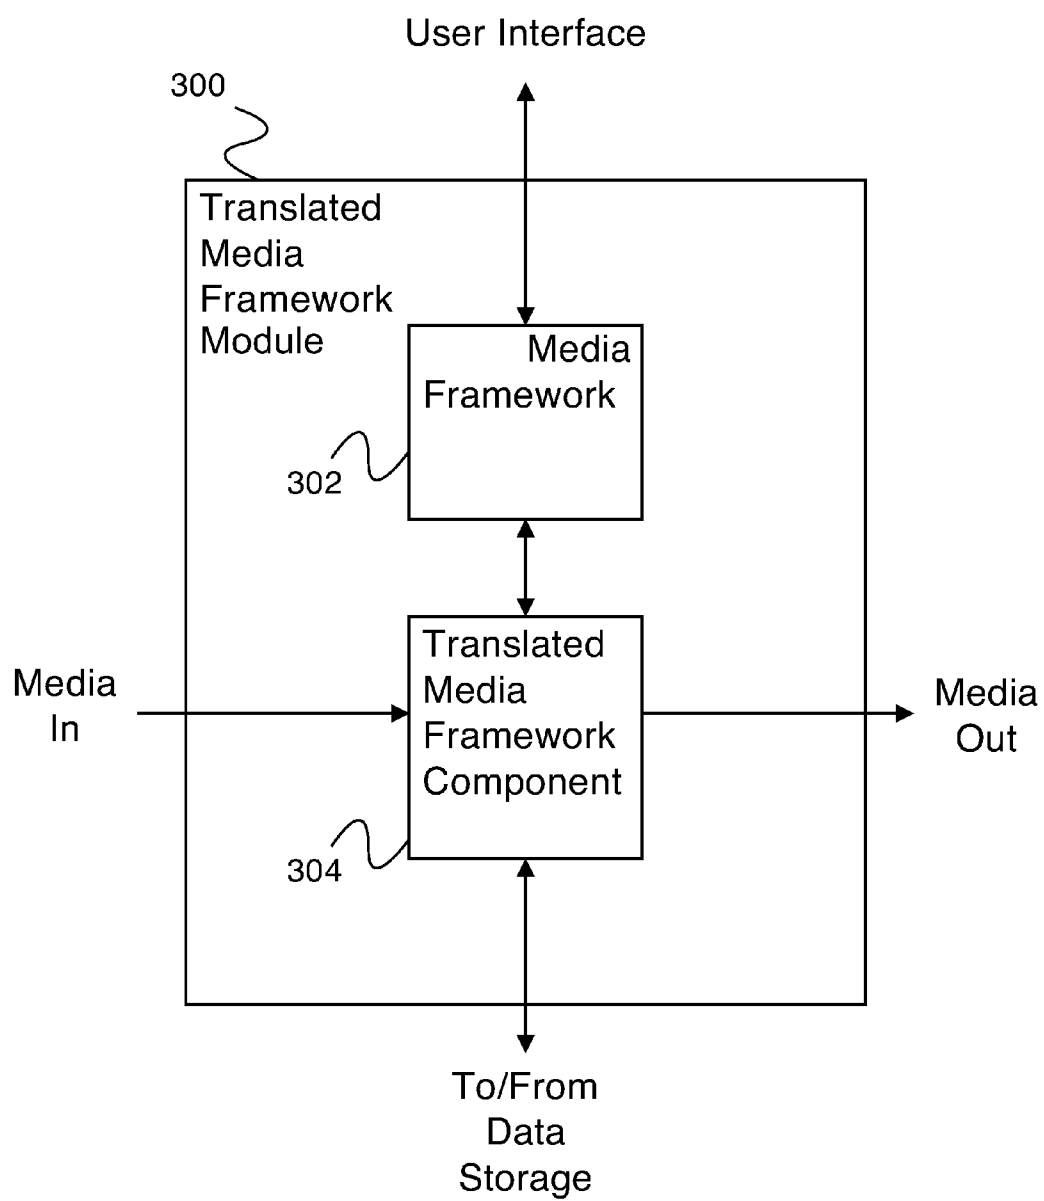 User Interface
300
Translated
Media
Framework
Module
Media
Framework
302
Translated
Media
Framework
Component
304
Media
In
Media
Out
To/From
Data
Storage